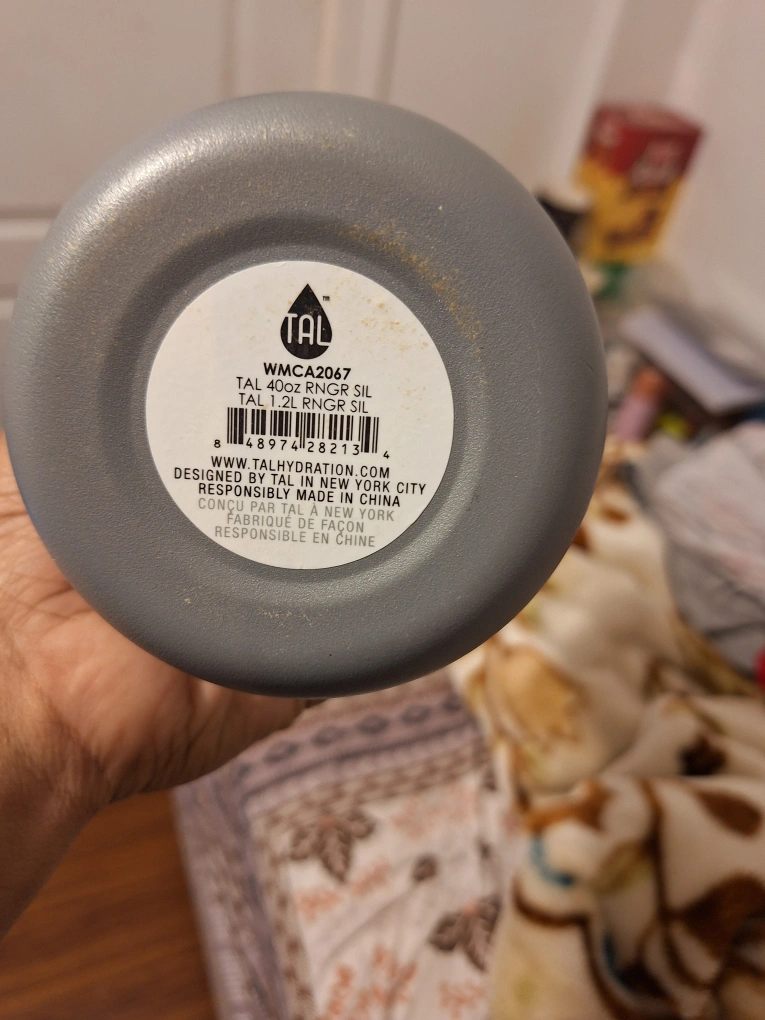 TAL™
WMCA2067
TAL 40oz RNGR SIL
TAL 1.2L RNGR SIL
8 48974 28213 4
WWW.TALHYDRATION.COM
DESIGNED BY TAL IN NEW YORK CITY
RESPONSIBLY MADE IN CHINA
CONÇU PAR TAL À NEW YORK
FABRIQUÉ DE FAÇON
RESPONSIBLE EN CHINE